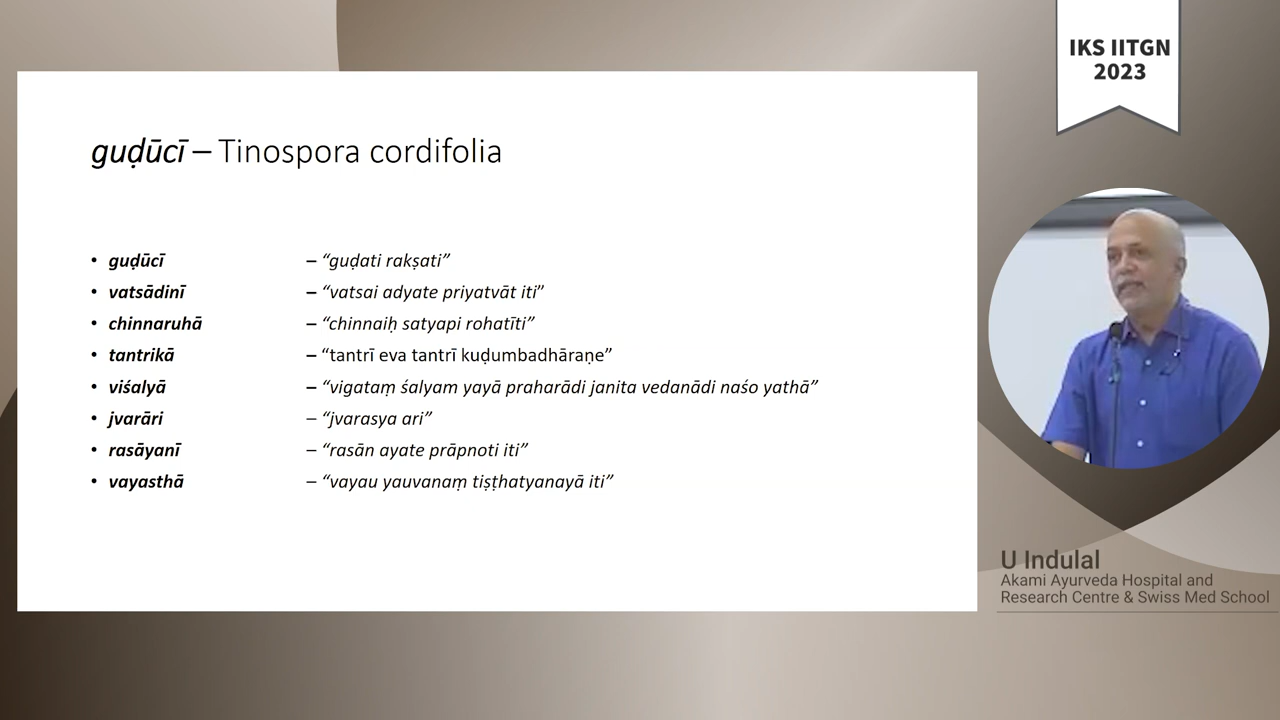 IKS IITGN
2023
guḍūcī – Tinospora cordifolia
• guḍūcī – “guḍati rakṣati”
• vatsādinī – “vatsai adyate priyatvāt iti”
• chinnaruhā – “chinnaiḥ satyapi rohatīti”
• tantrikā – “tantrī eva tantrī kuḍumbadhāraṇe”
• viśalyā – “vigataṃ śalyam yayā praharādi janita vedanādi naśo yathā”
• jvarāri – “jvarasya ari”
• rasāyanī – “rasān ayate prāpnoti iti”
• vayasthā – “vayau yauvanaṃ tiṣṭhatyanayā iti”
U Indulal
Akami Ayurveda Hospital and
Research Centre & Swiss Med School